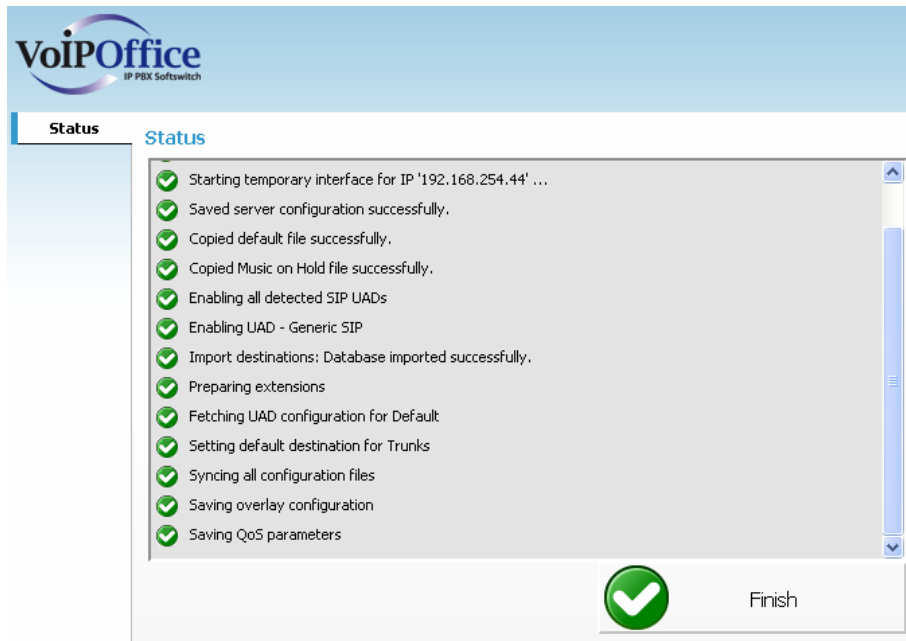 VoIPOffice
IP PBX Softswitch
Status
Status
Starting temporary interface for IP '192.168.254.44' ...
Saved server configuration successfully.
Copied default file successfully.
Copied Music on Hold file successfully.
Enabling all detected SIP UADs
Enabling UAD - Generic SIP
Import destinations: Database imported successfully.
Preparing extensions
Fetching UAD configuration for Default
Setting default destination for Trunks
Syncing all configuration files
Saving overlay configuration
Saving QoS parameters
Finish